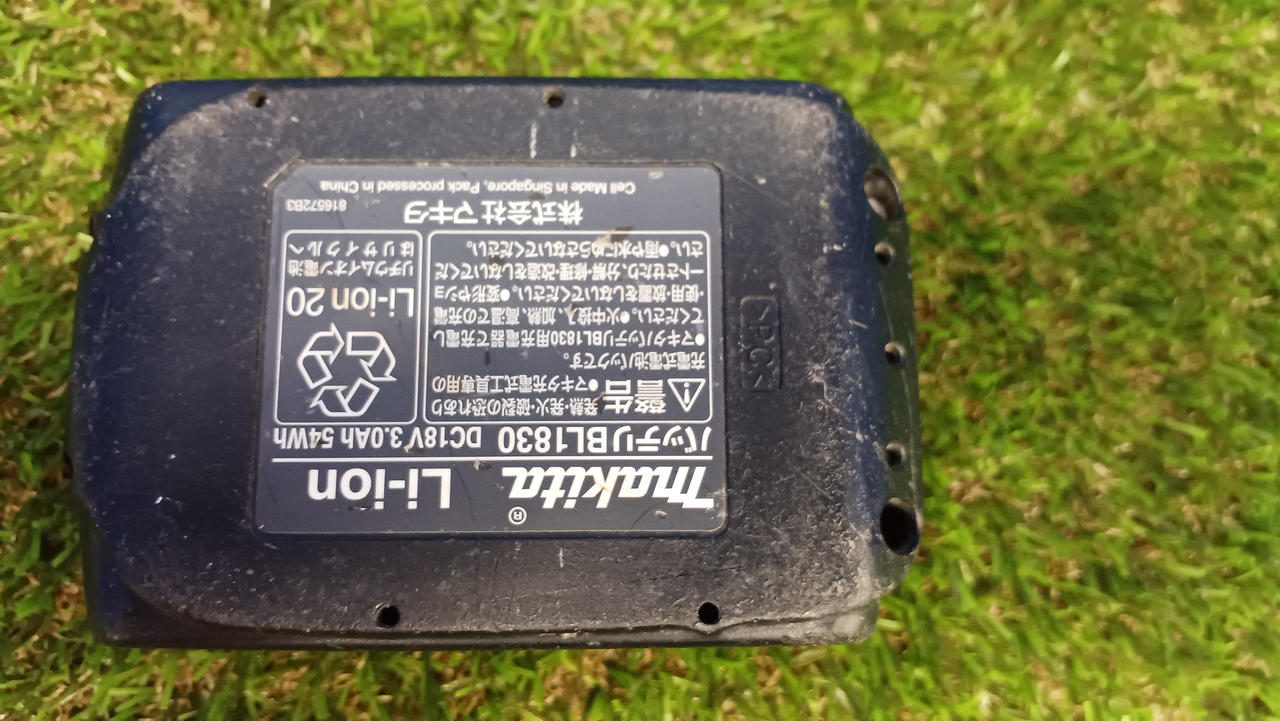 makita® Li-ion
バッテリBL1830 DC18V 3.0Ah 54Wh
警告 発熱・発火・破裂の恐れあり
●マキタ充電式工具専用の
充電式電池パックです。
●マキタバッテリBL1830用充電器で充電し
てください。●火中投入、加熱、高温での充電
・使用・放置をしないでください。●変形やショ
ートさせたり、分解・修理・改造をしないでくだ
さい。●雨や水にぬらさないでください。
Li-ion 20
リチウムイオン電池
はリサイクルへ
株式会社マキタ 816572B3
Cell Made in Singapore, Pack processed in China
>PC<